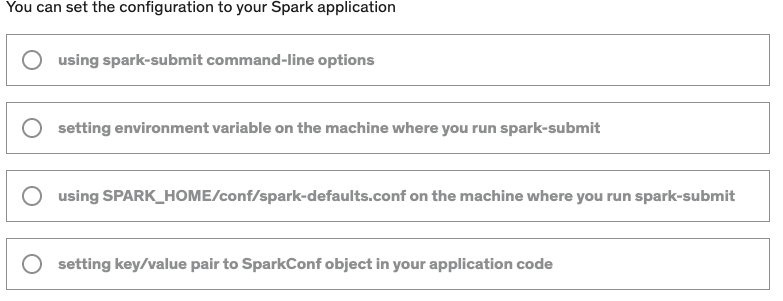 You can set the configuration to your Spark application
using spark-submit command-line options
setting environment variable on the machine where you run spark-submit
using SPARK_HOME/conf/spark-defaults.conf on the machine where you run spark-submit
setting key/value pair to SparkConf object in your application code